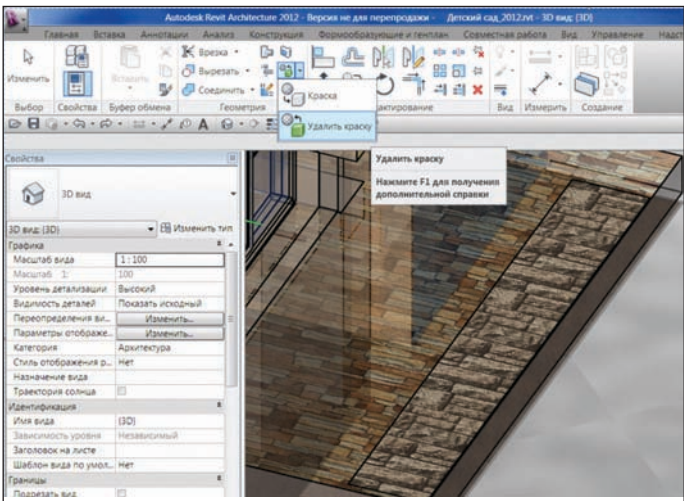 Autodesk Revit Architecture 2012 - Версия не для перепродажи - Детский сад_2012.rvt - 3D вид: {3D}
Главная Вставка Аннотации Анализ Конструкция Формообразующие и генплан Совместная работа Вид Управление Надст
Изменить
Вставить
Врезка
Вырезать
Соединить
Выбор Свойства Буфер обмена Геометрия актирование Вид Измерить Создание
Краска
Удалить краску
Удалить краску
Нажмите F1 для получения
дополнительной справки
Свойства
3D вид
3D вид: {3D} Изменить тип
Графика
Масштаб вида 1 : 100
Масштаб 1: 100
Уровень детализации Высокий
Видимость деталей Показать исходный
Переопределения ви... Изменить...
Параметры отображе... Изменить...
Категория Архитектура
Стиль отображения р... Нет
Назначение вида
Траектория солнца
Идентификация
Имя вида {3D}
Зависимость уровня Независимый
Заголовок на листе
Шаблон вида по умол... Нет
Границы
Подрезать вид